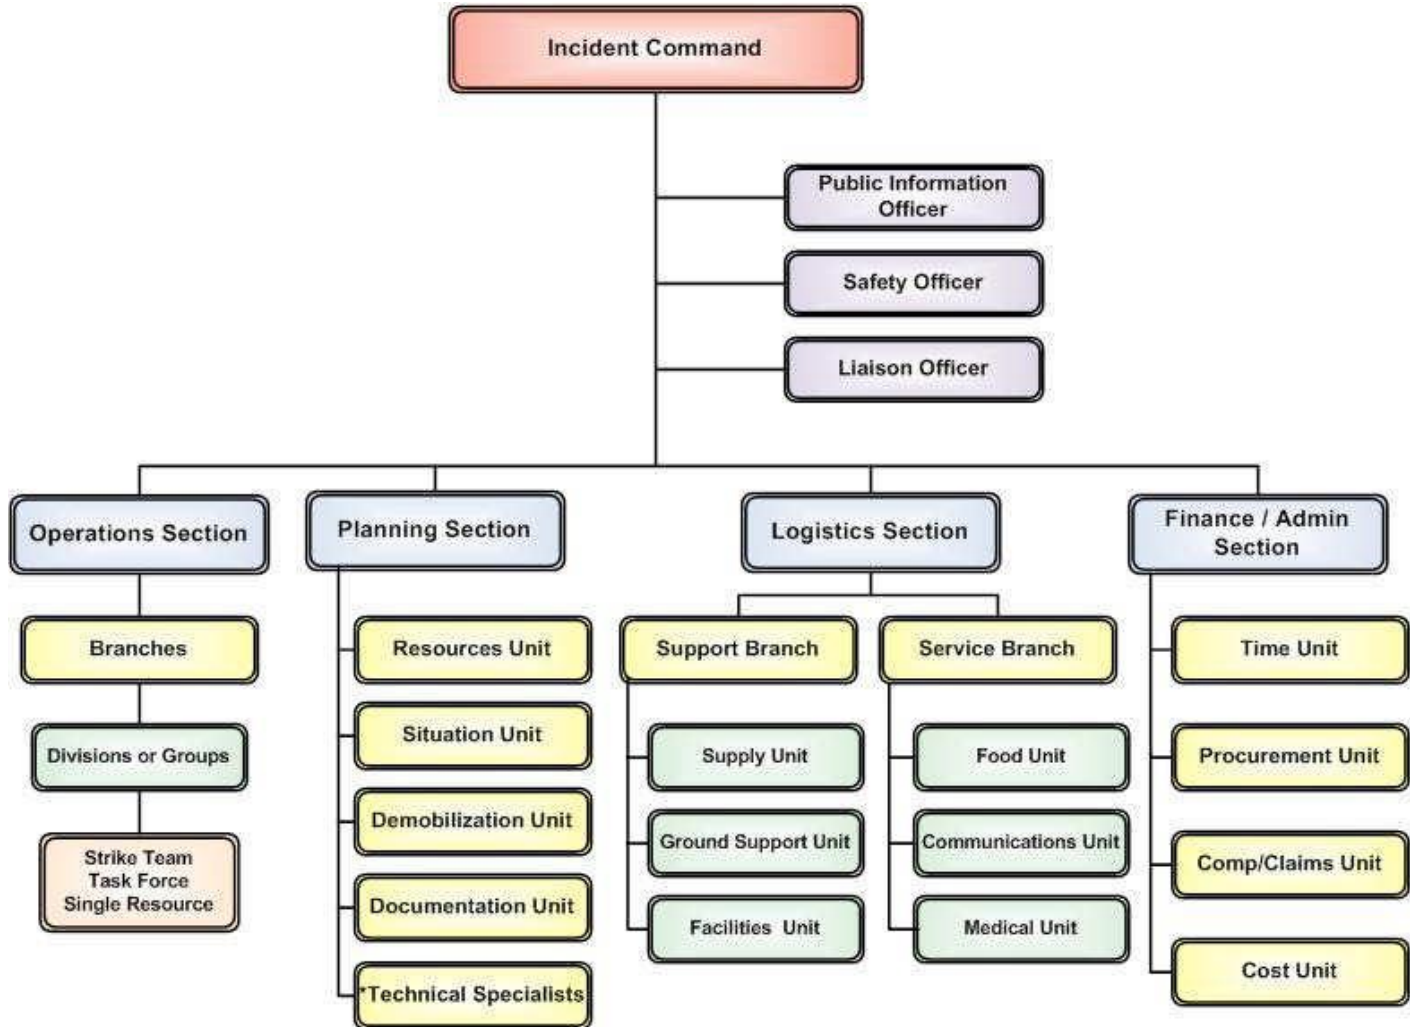 Incident Command
Public Information
Officer
Safety Officer
Liaison Officer
Operations Section
Planning Section
Logistics Section
Finance / Admin
Section
Branches
Divisions or Groups
Strike Team
Task Force
Single Resource
Resources Unit
Situation Unit
Demobilization Unit
Documentation Unit
*Technical Specialists
Support Branch
Supply Unit
Ground Support Unit
Facilities Unit
Service Branch
Food Unit
Communications Unit
Medical Unit
Time Unit
Procurement Unit
Comp/Claims Unit
Cost Unit